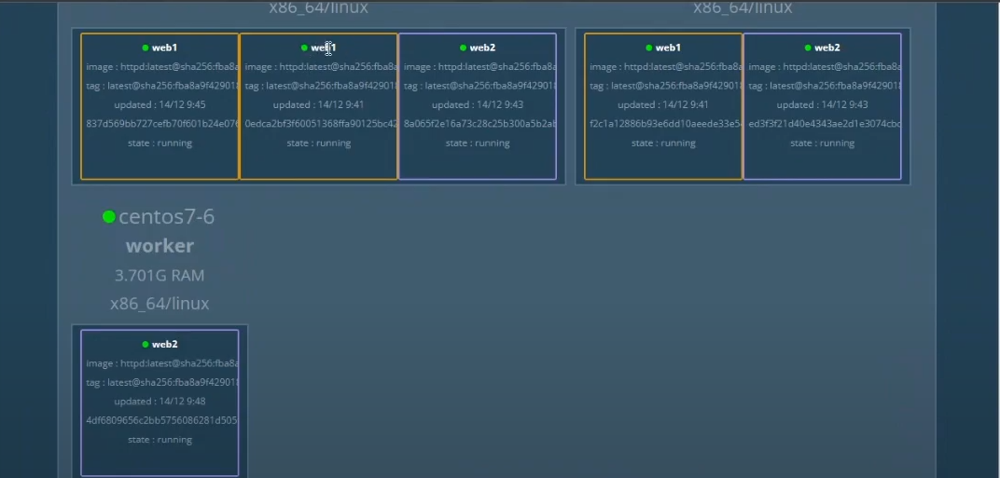 x86_64/linux
x86_64/linux
web1
image : httpd:latest@sha256:fba8a
tag : latest@sha256:fba8a9f42901
updated : 14/12 9:45
837d569bb727cefb70f601b24e076
state : running
web1
image : httpd:latest@sha256:fba8a
tag : latest@sha256:fba8a9f42901
updated : 14/12 9:41
0edca2bf3f60051368ffa90125bc42
state : running
web2
image : httpd:latest@sha256:fba8a
tag : latest@sha256:fba8a9f42901
updated : 14/12 9:43
8a065f2e16a73c28c25b300a5b2ab
state : running
web1
image : httpd:latest@sha256:fba8a
tag : latest@sha256:fba8a9f42901
updated : 14/12 9:41
f2c1a12886b93e6dd10aeede33e5
state : running
web2
image : httpd:latest@sha256:fba8a
tag : latest@sha256:fba8a9f42901
updated : 14/12 9:43
ed3f3f21d40e4343ae2d1e3074cbc
state : running
centos7-6
worker
3.701G RAM
x86_64/linux
web2
image : httpd:latest@sha256:fba8a
tag : latest@sha256:fba8a9f42901
updated : 14/12 9:48
4df6809656c2bb5756086281d505
state : running